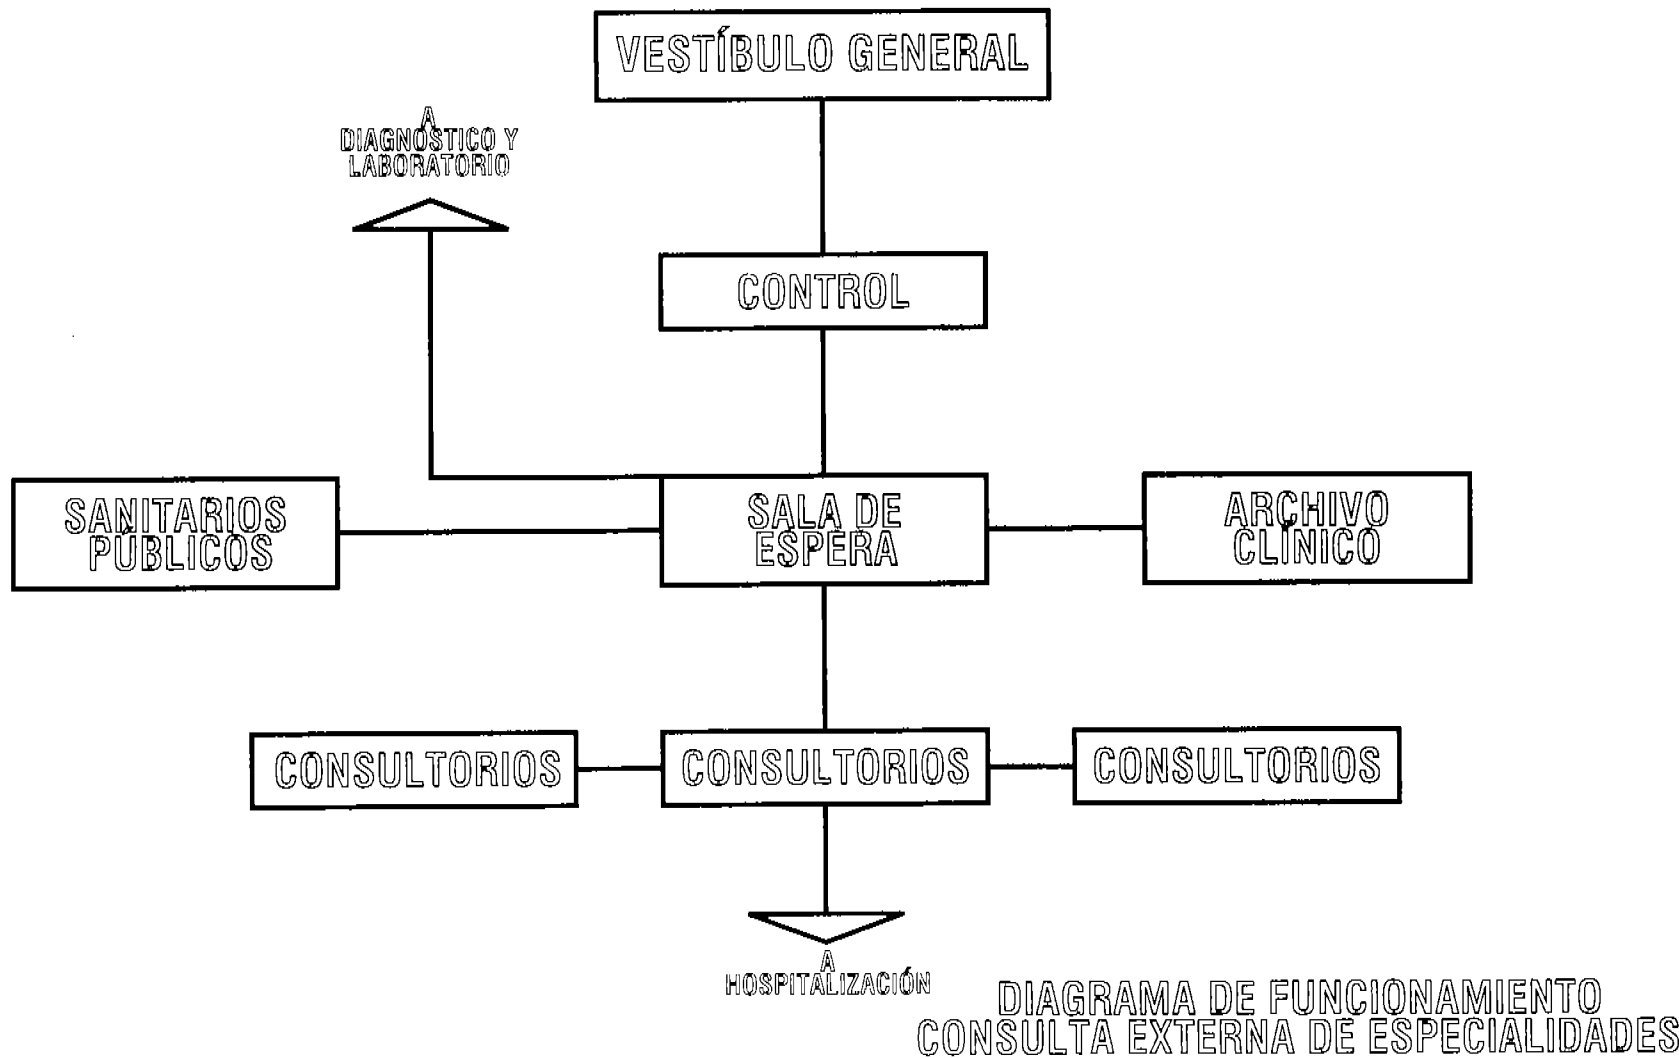 VESTÍBULO GENERAL
A
DIAGNÓSTICO Y
LABORATORIO
CONTROL
SANITARIOS
PÚBLICOS
SALA DE
ESPERA
ARCHIVO
CLÍNICO
CONSULTORIOS
CONSULTORIOS
CONSULTORIOS
A
HOSPITALIZACIÓN
DIAGRAMA DE FUNCIONAMIENTO
CONSULTA EXTERNA DE ESPECIALIDADES